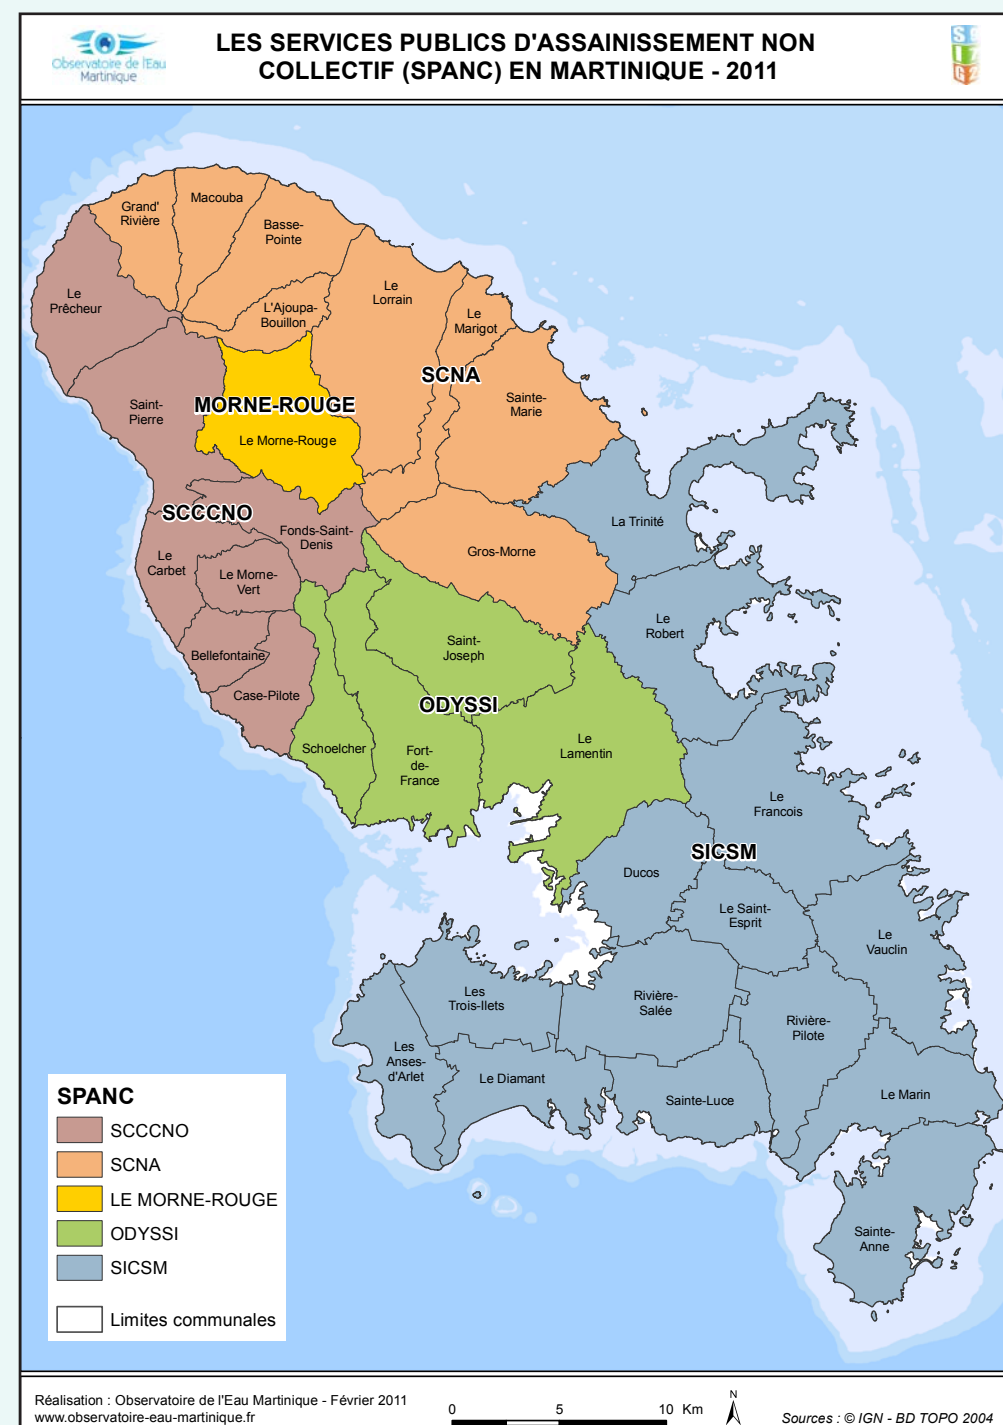 Observatoire de l'Eau
Martinique
LES SERVICES PUBLICS D'ASSAINISSEMENT NON
COLLECTIF (SPANC) EN MARTINIQUE - 2011
Grand'
Rivière
Macouba
Basse-
Pointe
Le
Prêcheur
L'Ajoupa-
Bouillon
Le
Lorrain
Le
Marigot
SCNA
Sainte-
Marie
Saint-
Pierre
MORNE-ROUGE
Le Morne-Rouge
SCCCNO
Fonds-Saint-
Denis
La Trinité
Gros-Morne
Le
Carbet
Le Morne-
Vert
Le
Robert
Bellefontaine
Saint-
Joseph
Case-Pilote
ODYSSI
Schoelcher
Fort-
de-
France
Le
Lamentin
Le
Francois
SICSM
Ducos
Le Saint-
Esprit
Le
Vauclin
Les
Trois-Ilets
Rivière-
Salée
Rivière-
Pilote
Les
Anses-
d'Arlet
Le Diamant
Sainte-Luce
Le Marin
Sainte-
Anne
SPANC
SCCCNO
SCNA
LE MORNE-ROUGE
ODYSSI
SICSM
Limites communales
Réalisation : Observatoire de l'Eau Martinique - Février 2011
www.observatoire-eau-martinique.fr
0 5 10 Km
N
Sources : © IGN - BD TOPO 2004